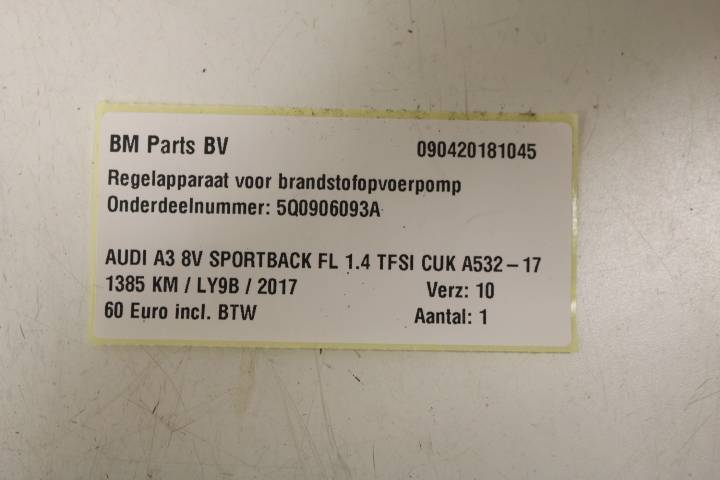 BM Parts BV 090420181045
Regelapparaat voor brandstofopvoerpomp
Onderdeelnummer: 5Q0906093A
AUDI A3 8V SPORTBACK FL 1.4 TFSI CUK A532-17
1385 KM / LY9B / 2017 Verz: 10
60 Euro incl. BTW Aantal: 1